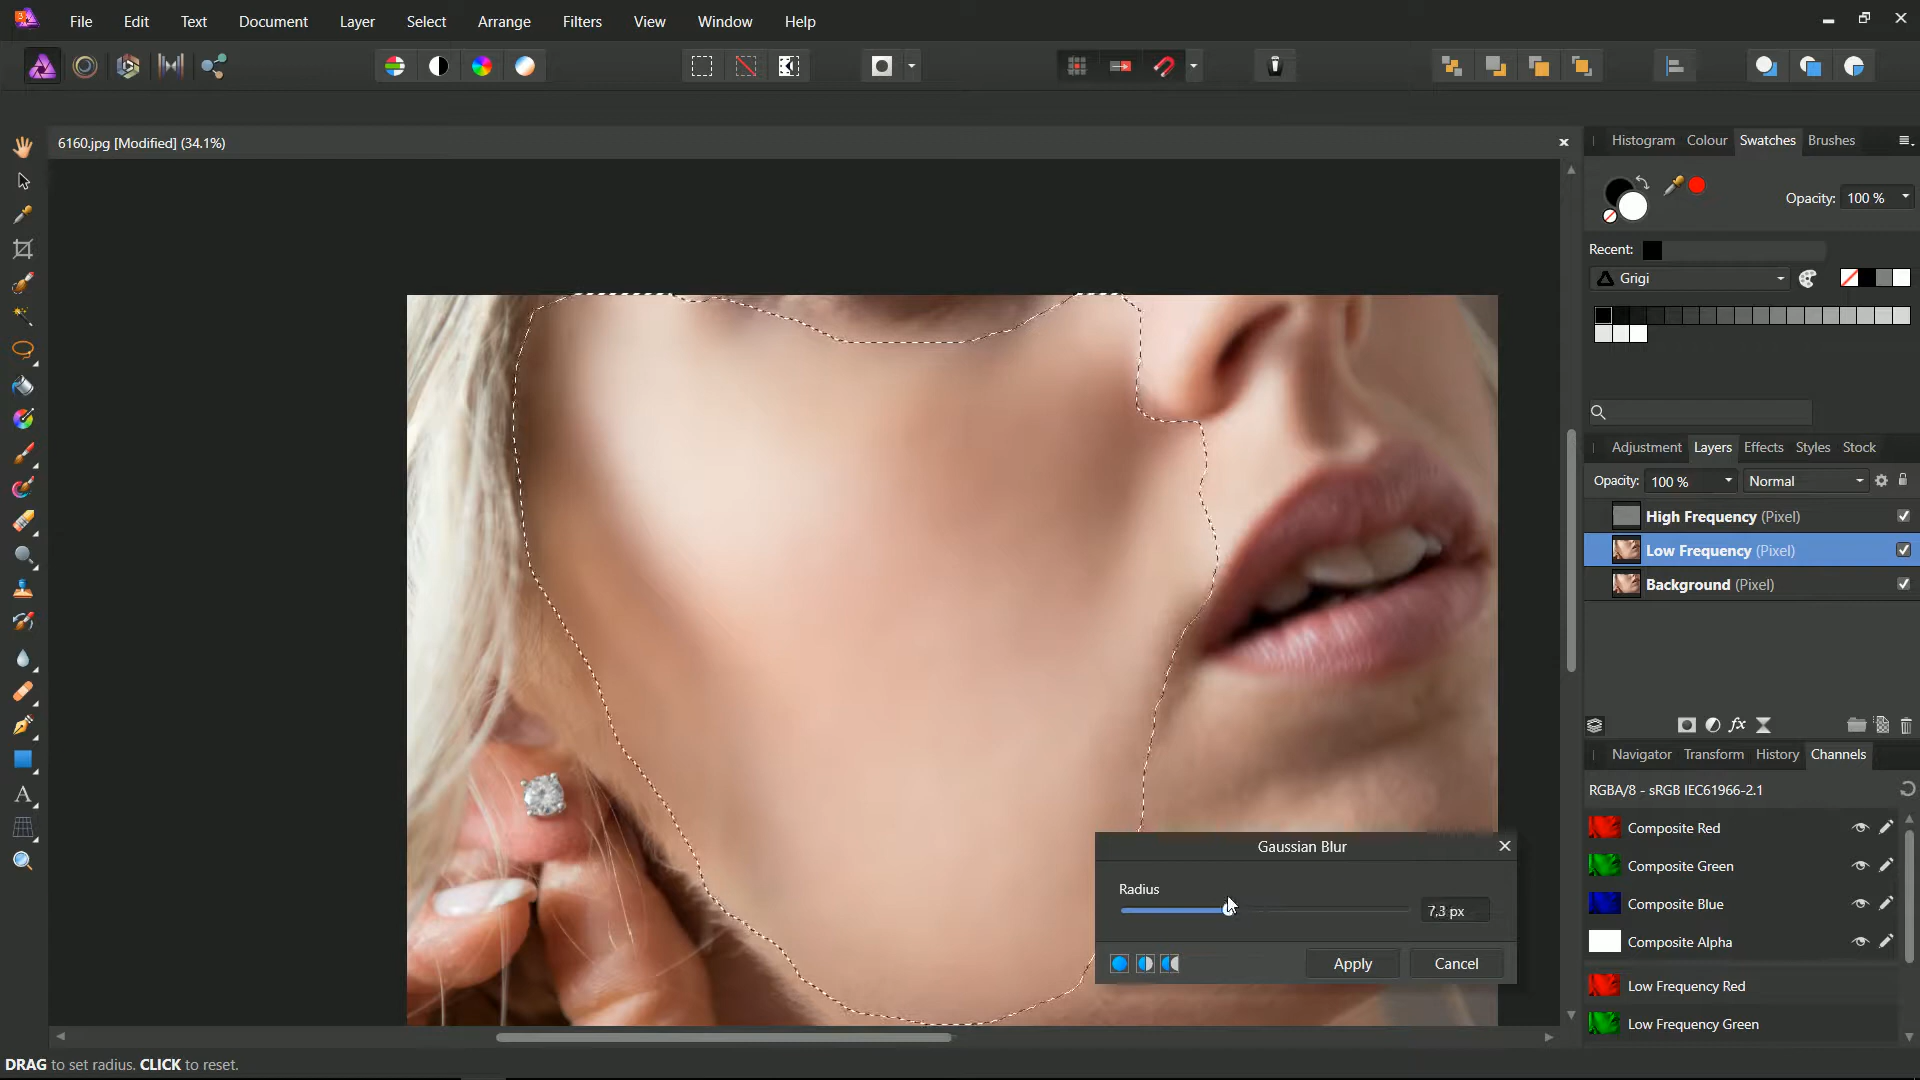 File Edit Text Document Layer Select Arrange Filters View Window Help
6160.jpg [Modified] (34.1%)
Histogram Colour Swatches Brushes
Opacity: 100 %
Recent:
Grigi
Adjustment Layers Effects Styles Stock
Opacity: 100 % Normal
High Frequency (Pixel)
Low Frequency (Pixel)
Background (Pixel)
fx
Navigator Transform History Channels
RGBA/8 - sRGB IEC61966-2.1
Composite Red
Composite Green
Composite Blue
Composite Alpha
Low Frequency Red
Low Frequency Green
Gaussian Blur
Radius
7,3 px
Apply Cancel
A
DRAG to set radius. CLICK to reset.